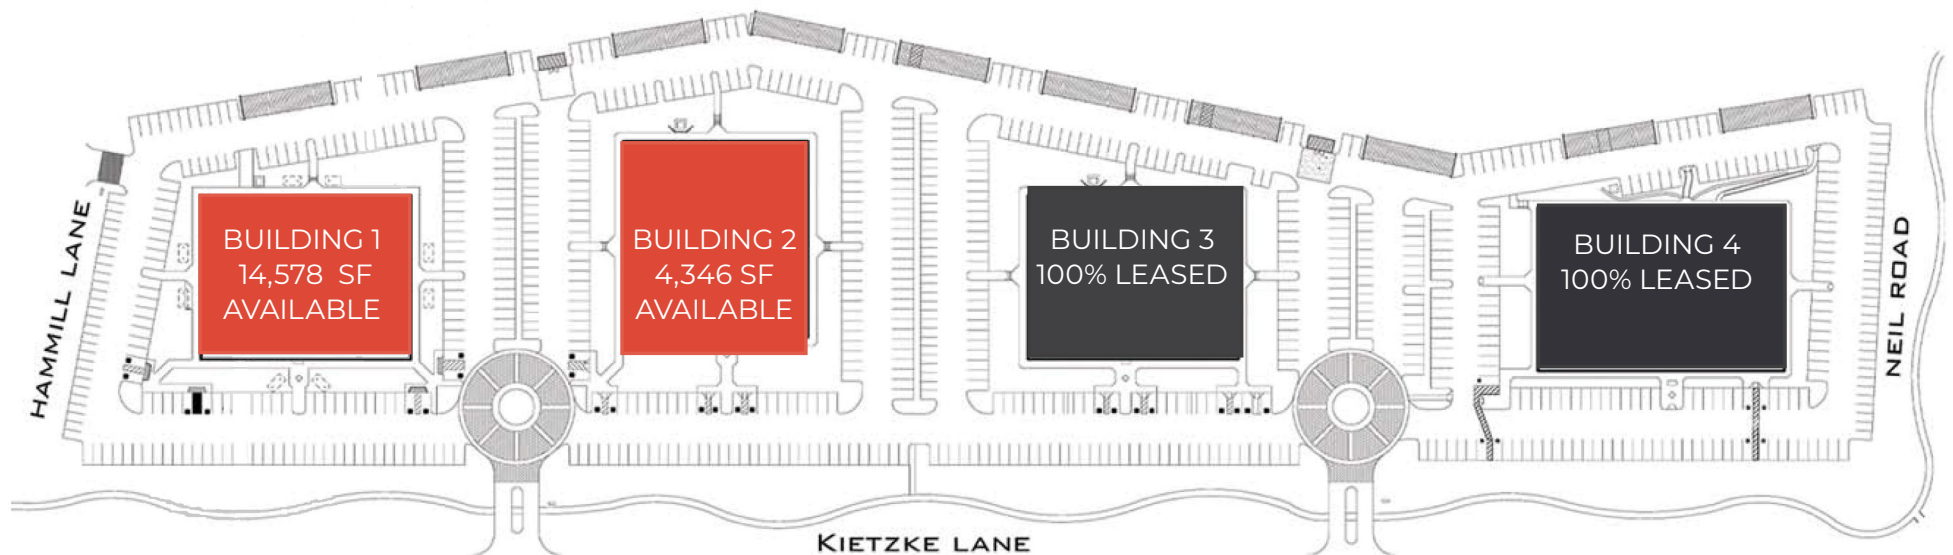 HAMMILL LANE
BUILDING 1
14,578 SF
AVAILABLE
BUILDING 2
4,346 SF
AVAILABLE
BUILDING 3
100% LEASED
BUILDING 4
100% LEASED
NEIL ROAD
KIETZKE LANE